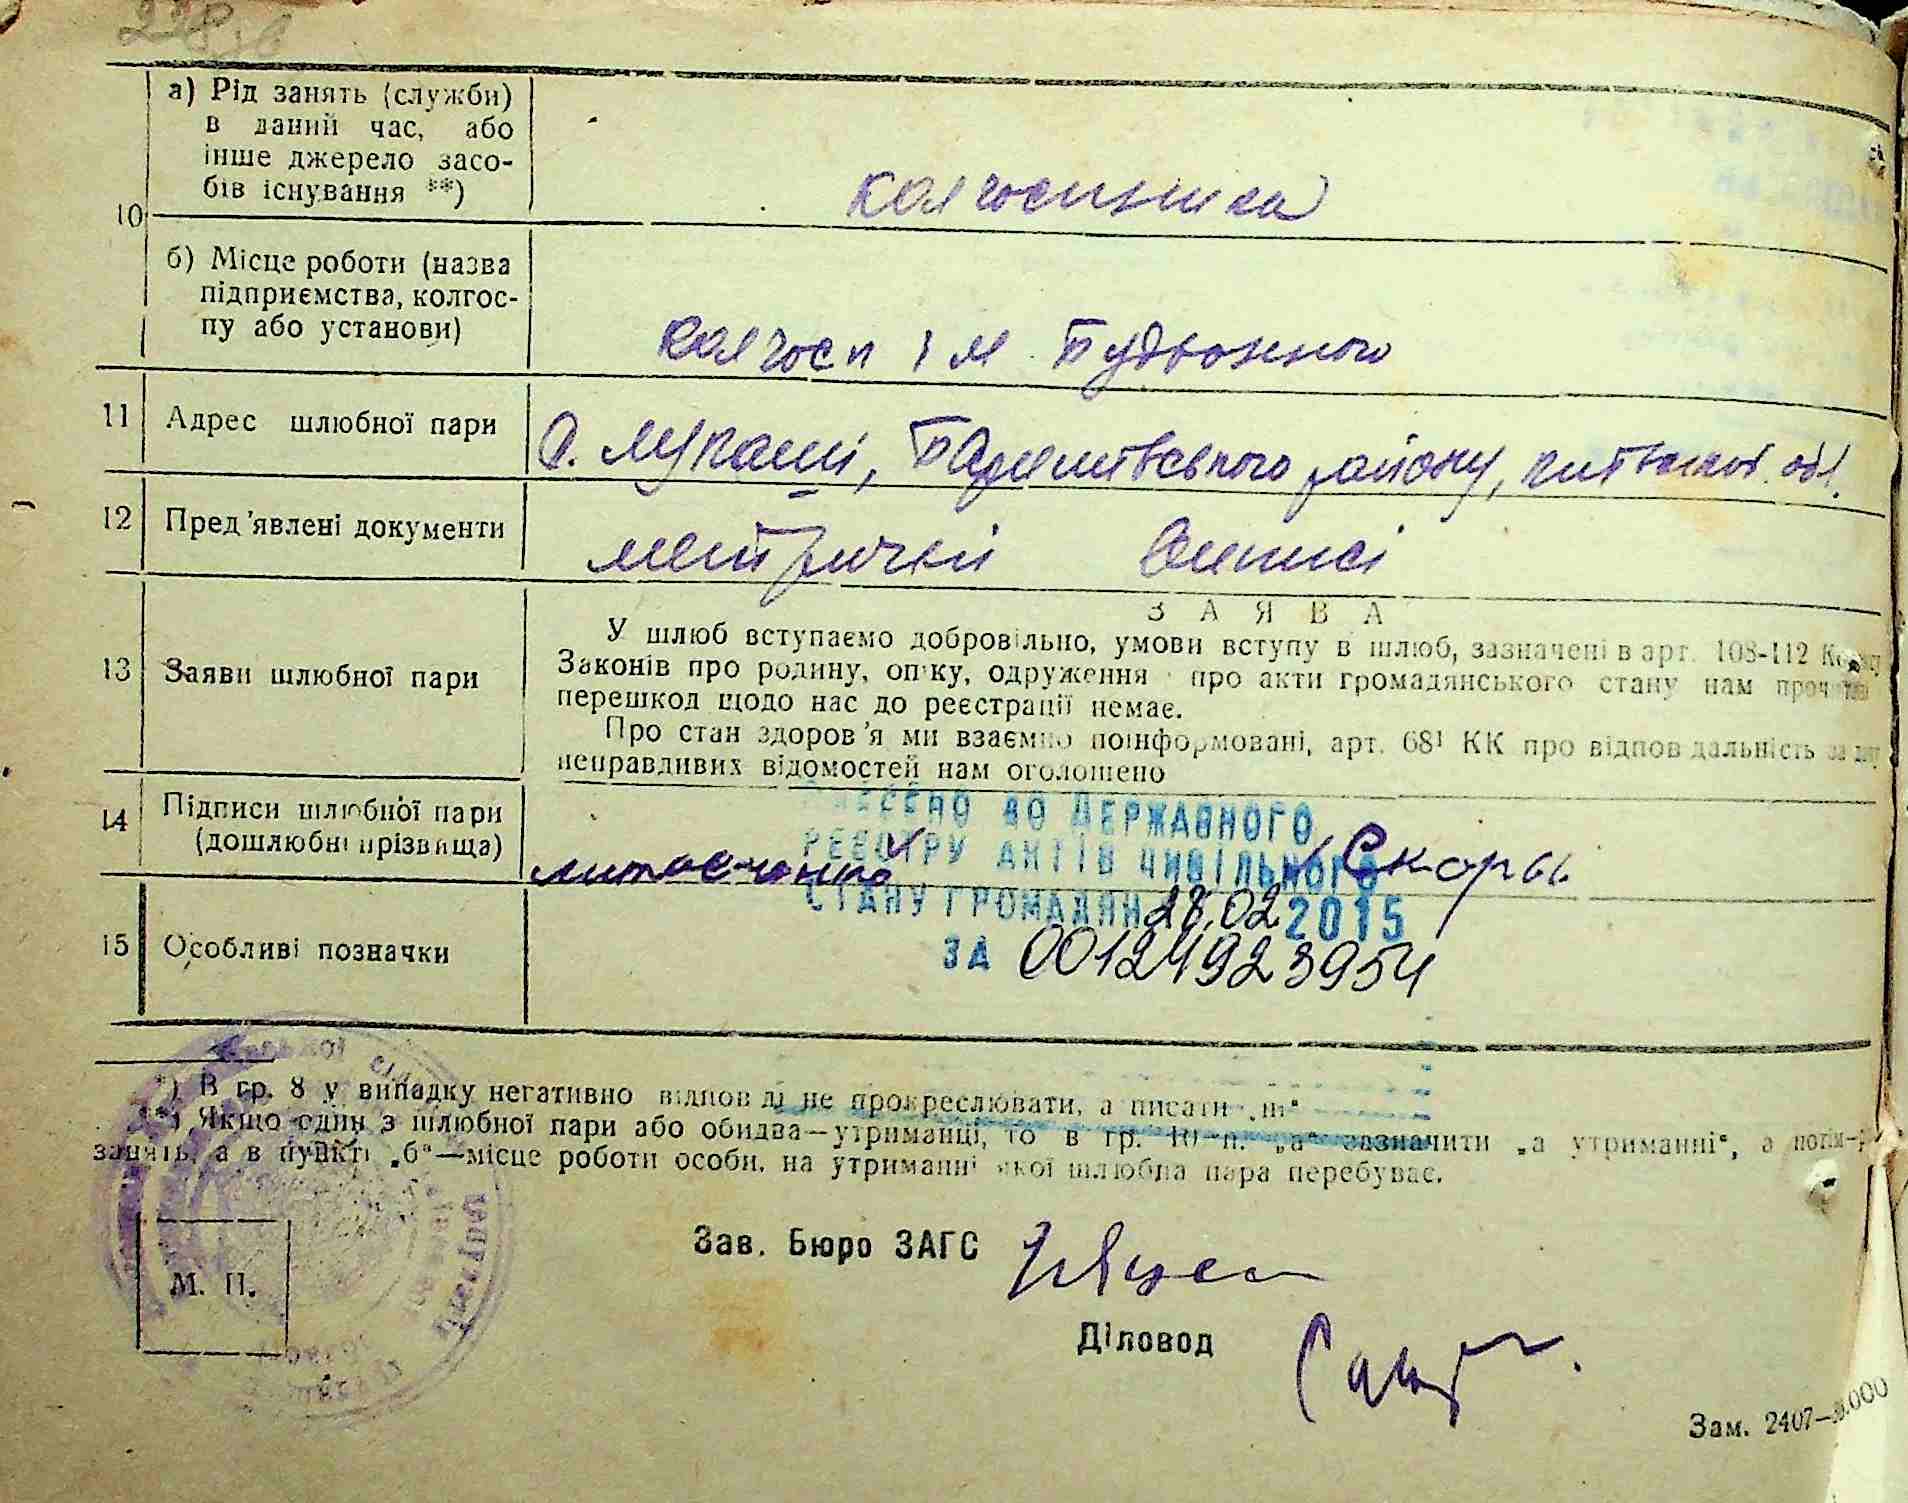 а) Рід занять (служби)
в даний час, або
інше джерело засо-
бів існування **)
колгоспника
10
б) Місце роботи (назва
підприємства, колгос-
пу або установи)
колгосп ім Будьонного
11 Адрес шлюбної пари
с. Лукаші, Баришівського району, київської обл.
12 Пред'явлені документи
метричні виписі
ЗАЯВА
13 Заяви шлюбної пари
У шлюб вступаємо добровільно, умови вступу в шлюб, зазначені в арт. 108-112
Законів про родину, опіку, одруження про акти громадянського стану нам
перешкод щодо нас до реєстрації немає.
Про стан здоров'я ми взаємно поінформовані, арт. 68¹ КК про відповідальність за
неправдивих відомостей нам оголошено
14 Підписи шлюбної пари
(дошлюбні прізвища)
Скоры
ВНЕСЕНО ДО ДЕРЖАВНОГО
РЕЄСТРУ АКТІВ ЦИВІЛЬНОГО
СТАНУ ГРОМАДЯН 28.02 2015
ЗА 00124923954
15 Особливі позначки
*) В гр. 8 у випадку негативно відповіді не прокреслювати, а писати „ні“
**) Якщо один з шлюбної пари або обидва—утриманці, то в гр. 10 п. „а“ зазначити „а утриманні“, а потім—
занять, а в пункті „б“—місце роботи особи, на утриманні якої шлюбна пара перебуває.
М. П.
Зав. Бюро ЗАГС
Діловод
Зам. 2407